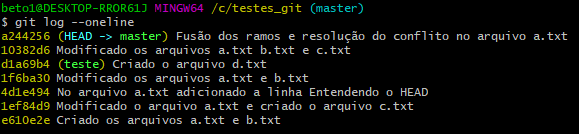 beto1@DESKTOP-RROR61J MINGW64 /c/testes_git (master)
$ git log --oneline
a244256 (HEAD -> master) Fusão dos ramos e resolução do conflito no arquivo a.txt
10382d6 Modificado os arquivos a.txt b.txt e c.txt
d1a69b4 (teste) Criado o arquivo d.txt
1f6ba30 Modificado os arquivos a.txt e b.txt
4d1e494 No arquivo a.txt adicionado a linha Entendendo o HEAD
1ef84d9 Modificado o arquivo a.txt e criado o arquivo c.txt
e610e2e Criado os arquivos a.txt e b.txt